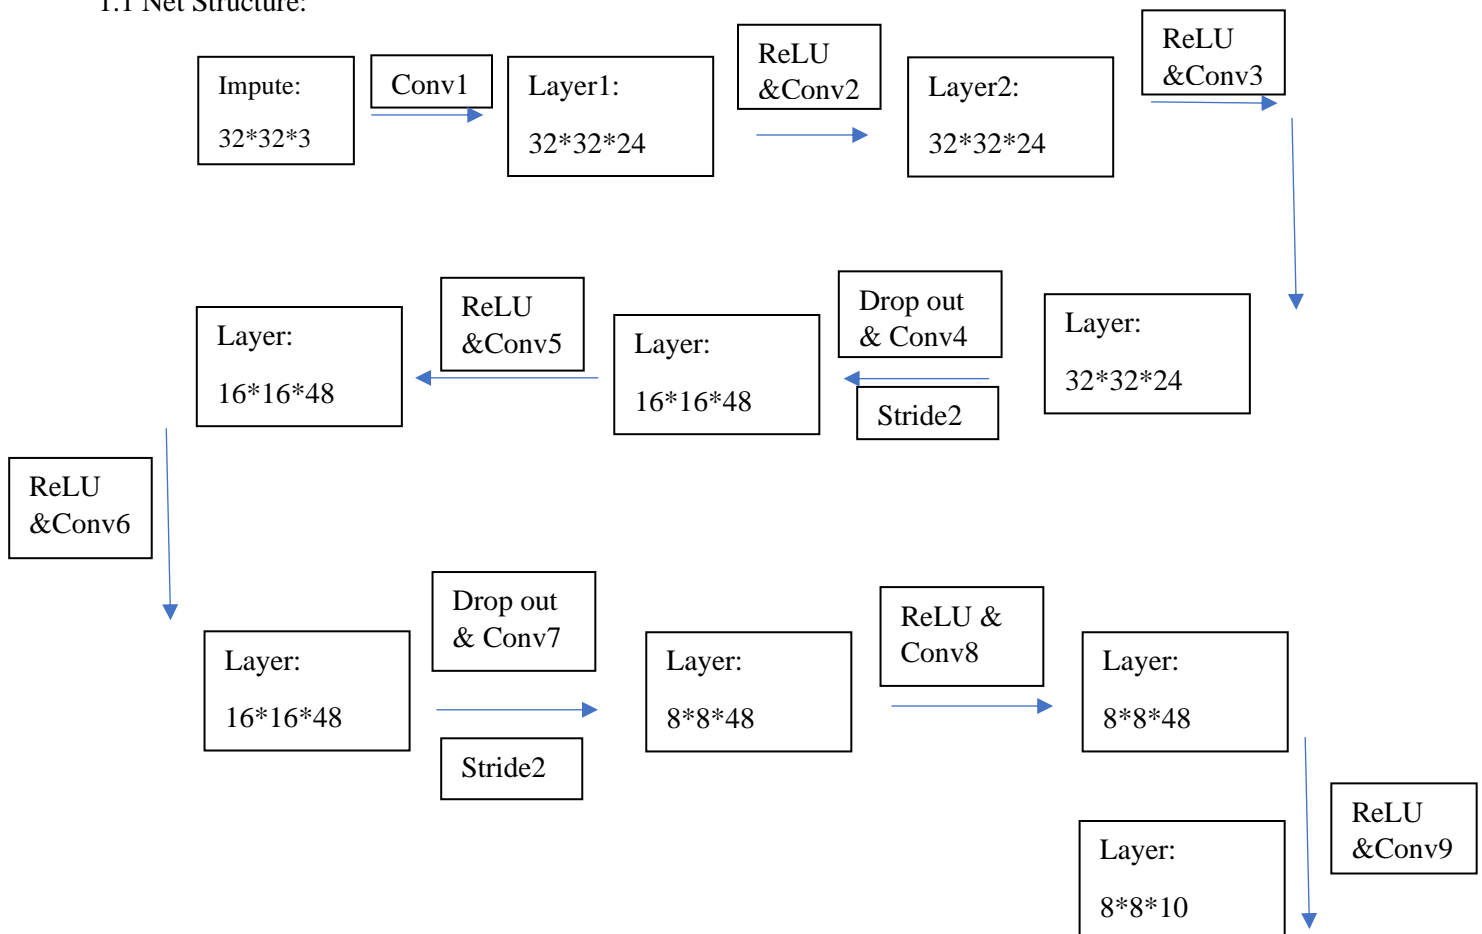 1.1 Net Structure:
Impute:
32*32*3
Conv1
Layer1:
32*32*24
ReLU
&Conv2
Layer2:
32*32*24
ReLU
&Conv3
Layer:
32*32*24
Drop out
& Conv4
Stride2
Layer:
16*16*48
ReLU
&Conv5
Layer:
16*16*48
ReLU
&Conv6
Layer:
16*16*48
Drop out
& Conv7
Stride2
Layer:
8*8*48
ReLU &
Conv8
Layer:
8*8*48
ReLU
&Conv9
Layer:
8*8*10